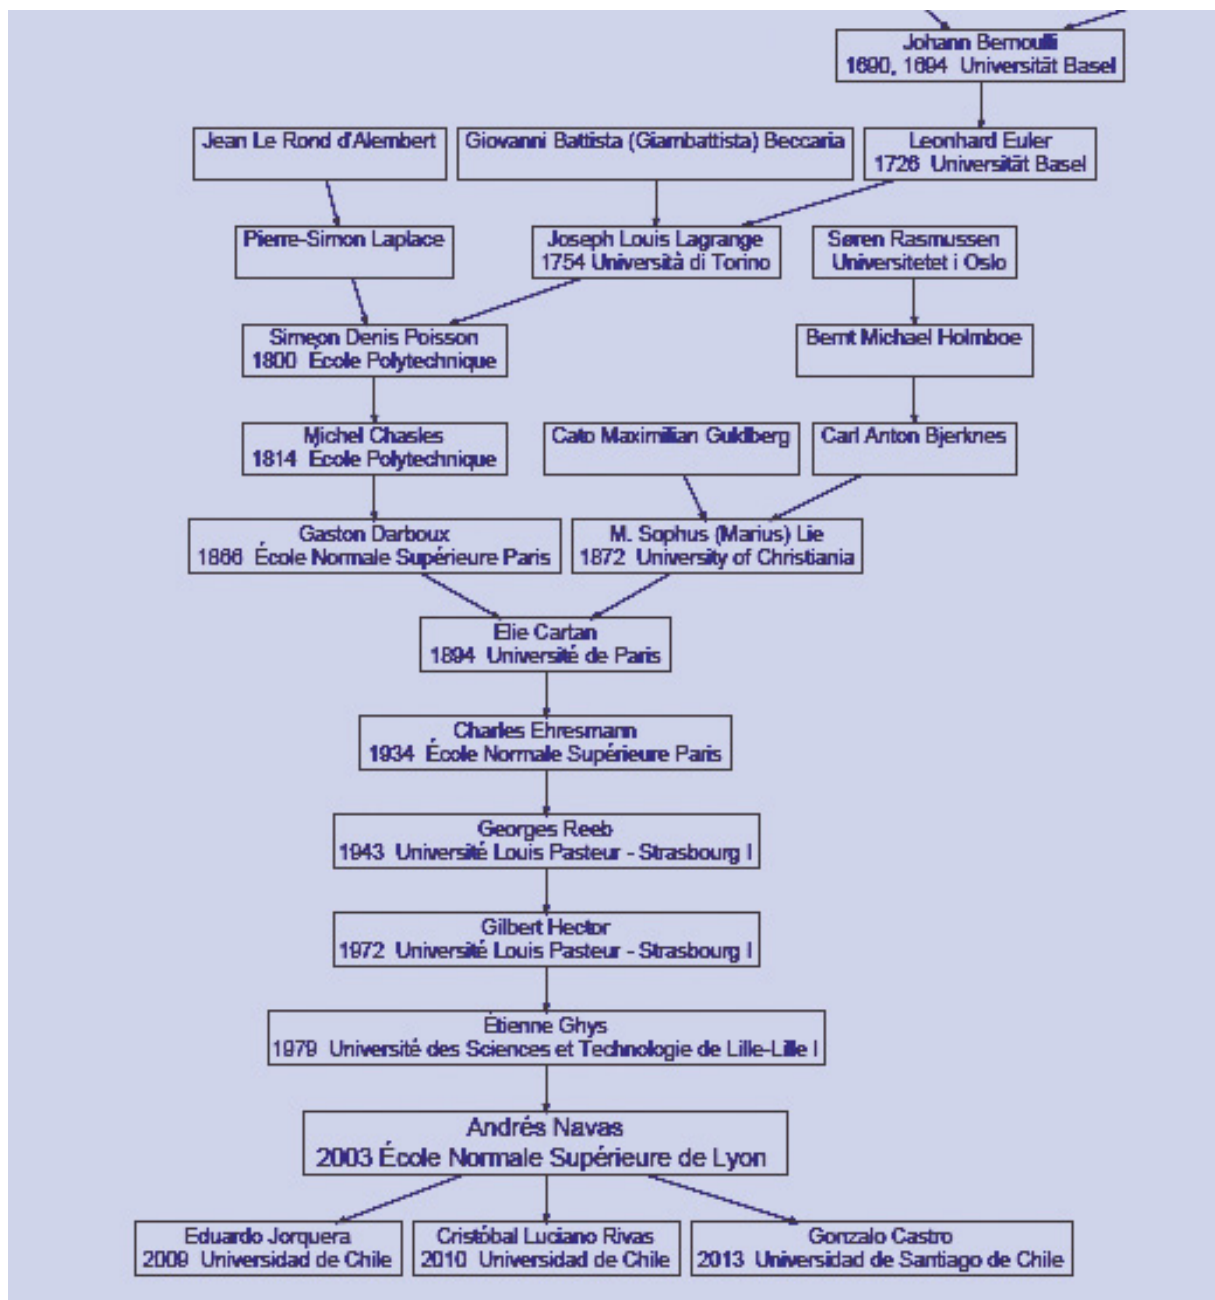 Johann Bernoulli
1690, 1694 Universität Basel
Jean Le Rond d'Alembert
Giovanni Battista (Giambattista) Beccaria
Leonhard Euler
1726 Universität Basel
Pierre-Simon Laplace
Joseph Louis Lagrange
1754 Università di Torino
Søren Rasmussen
Universitetet i Oslo
Simeon Denis Poisson
1800 École Polytechnique
Bernt Michael Holmboe
Michel Chasles
1814 École Polytechnique
Cato Maximilian Guldberg
Carl Anton Bjerknes
Gaston Darboux
1866 École Normale Supérieure Paris
M. Sophus (Marius) Lie
1872 University of Christiania
Elie Cartan
1894 Université de Paris
Charles Ehresmann
1934 École Normale Supérieure Paris
Georges Reeb
1943 Université Louis Pasteur - Strasbourg I
Gilbert Hector
1972 Université Louis Pasteur - Strasbourg I
Étienne Ghys
1979 Université des Sciences et Technologie de Lille-Lille I
Andrés Navas
2003 École Normale Supérieure de Lyon
Eduardo Jorquera
2009 Universidad de Chile
Cristóbal Luciano Rivas
2010 Universidad de Chile
Gonzalo Castro
2013 Universidad de Santiago de Chile